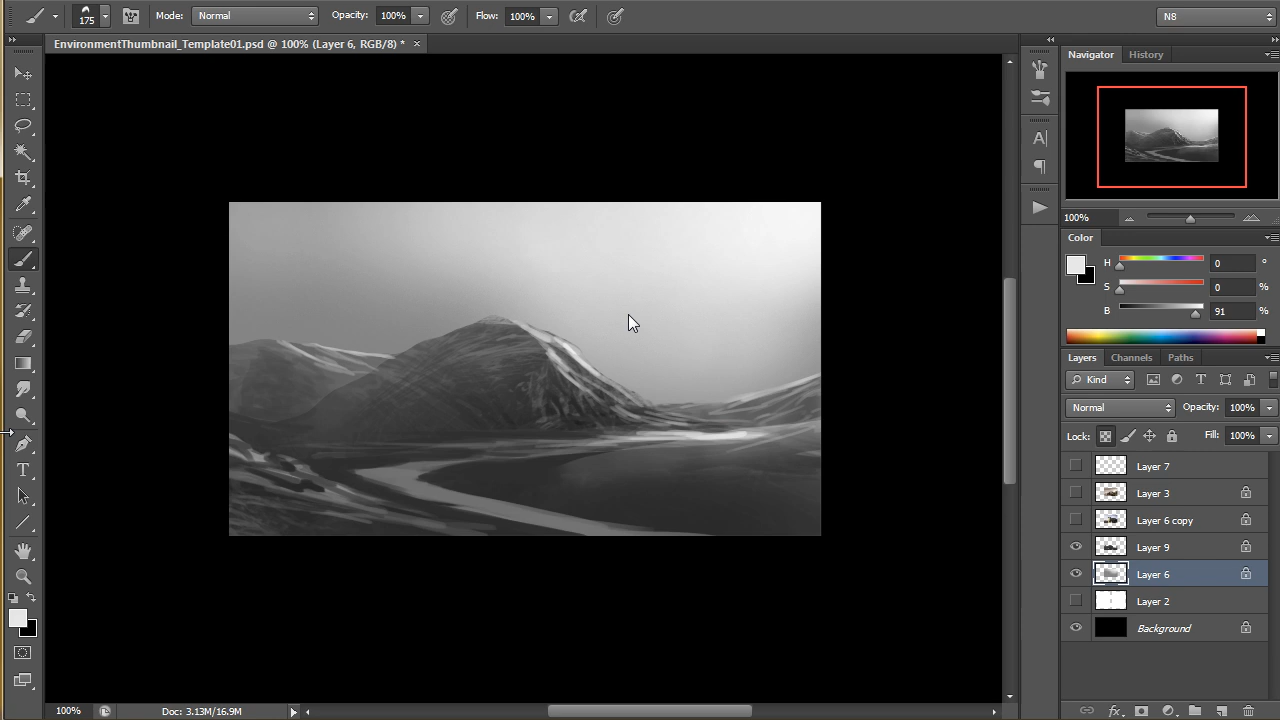 175 Mode: Normal Opacity: 100% Flow: 100% N8
EnvironmentThumbnail_Template01.psd @ 100% (Layer 6, RGB/8) * ×
Navigator History
100%
Color
H 0 °
S 0 %
B 91 %
Layers Channels Paths
Kind
Normal Opacity: 100%
Lock: Fill: 100%
Layer 7
Layer 3
Layer 6 copy
Layer 9
Layer 6
Layer 2
Background
100% Doc: 3.13M/16.9M